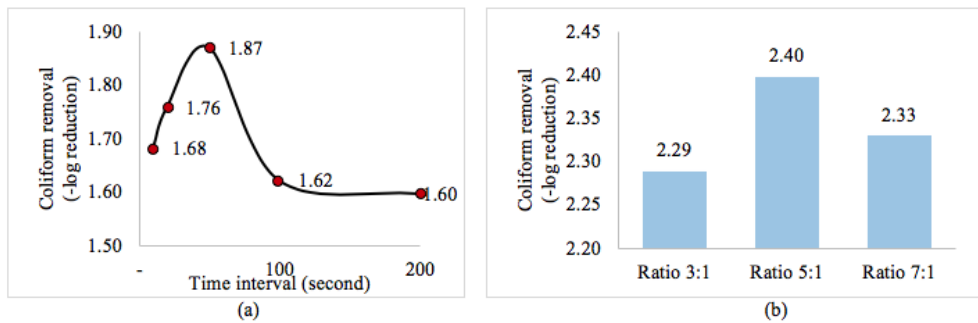 Coliform removal
(-log reduction)
1.90
1.80
1.70
1.60
1.50
1.68
1.76
1.87
1.62
1.60
-
100
200
Time interval (second)
(a)
Coliform removal
(-log reduction)
2.45
2.40
2.35
2.30
2.25
2.20
2.29
2.40
2.33
Ratio 3:1
Ratio 5:1
Ratio 7:1
(b)